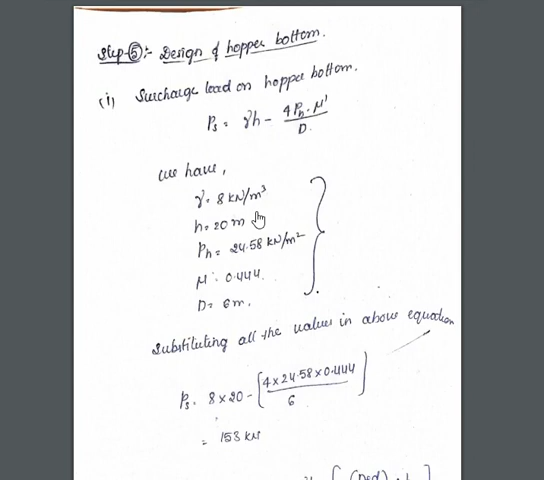 Step-⑤:- Design of hopper bottom.
(i) Surcharge load on hopper bottom.
Ps = γh - 4Ph.μ' / D.
we have,
γ = 8 kN/m³
h = 20 m
Ph = 24.58 kN/m²
μ' = 0.444.
D = 6m.
Substituting all the values in above equation
Ps = 8 × 20 - [4 × 24.58 × 0.444 / 6]
= 153 kN